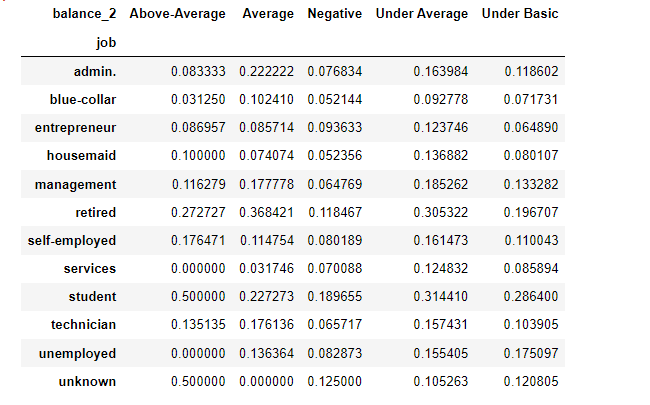 balance_2 Above-Average Average Negative Under Average Under Basic
job
admin. 0.083333 0.222222 0.076834 0.163984 0.118602
blue-collar 0.031250 0.102410 0.052144 0.092778 0.071731
entrepreneur 0.086957 0.085714 0.093633 0.123746 0.064890
housemaid 0.100000 0.074074 0.052356 0.136882 0.080107
management 0.116279 0.177778 0.064769 0.185262 0.133282
retired 0.272727 0.368421 0.118467 0.305322 0.196707
self-employed 0.176471 0.114754 0.080189 0.161473 0.110043
services 0.000000 0.031746 0.070088 0.124832 0.085894
student 0.500000 0.227273 0.189655 0.314410 0.286400
technician 0.135135 0.176136 0.065717 0.157431 0.103905
unemployed 0.000000 0.136364 0.082873 0.155405 0.175097
unknown 0.500000 0.000000 0.125000 0.105263 0.120805